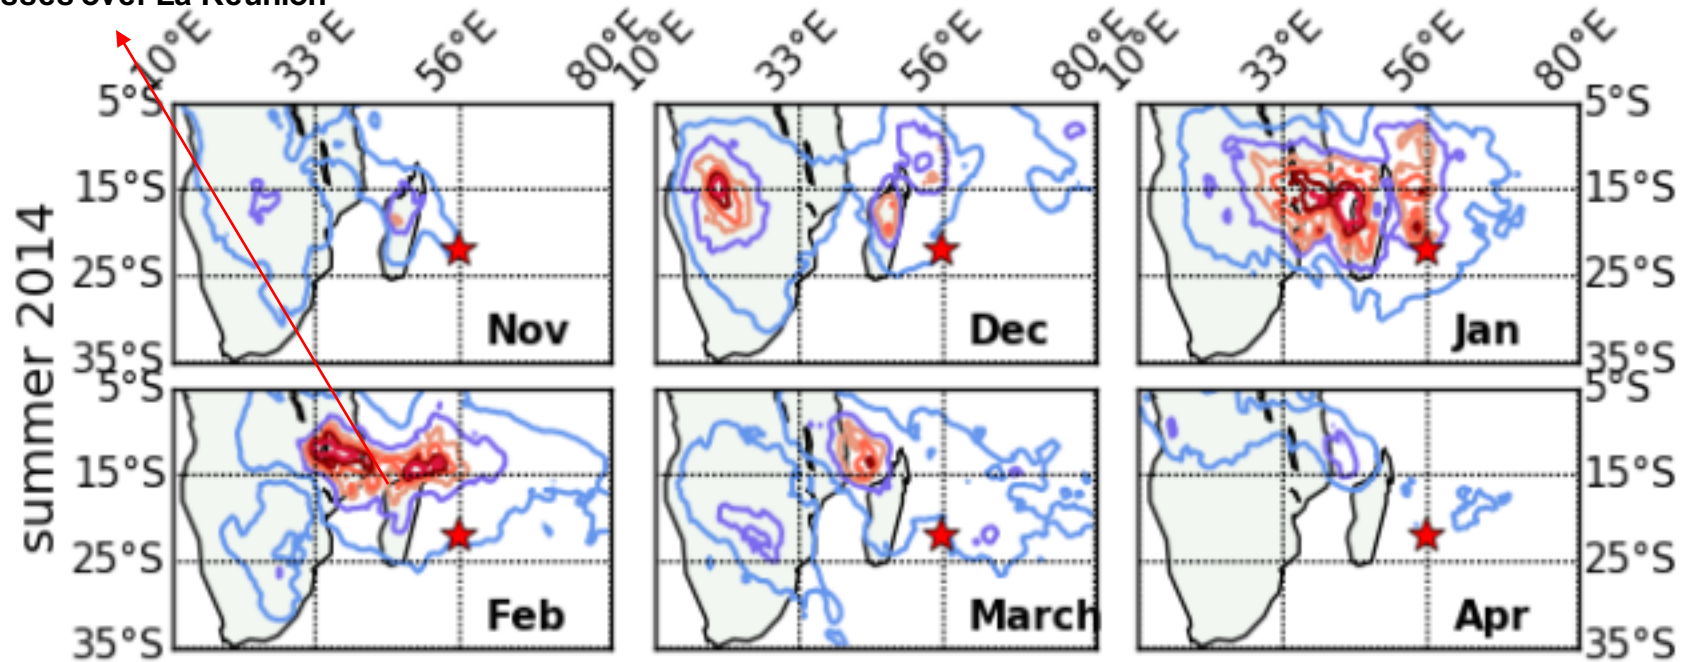 sses over La Réunion
10°E 33°E 56°E 80°E 10°E 33°E 56°E 80°E 10°E 33°E 56°E 80°E
5°S 5°S
15°S 15°S
25°S 25°S
35°S 35°S
Nov Dec Jan
summer 2014
5°S 5°S
15°S 15°S
25°S 25°S
35°S 35°S
Feb March Apr